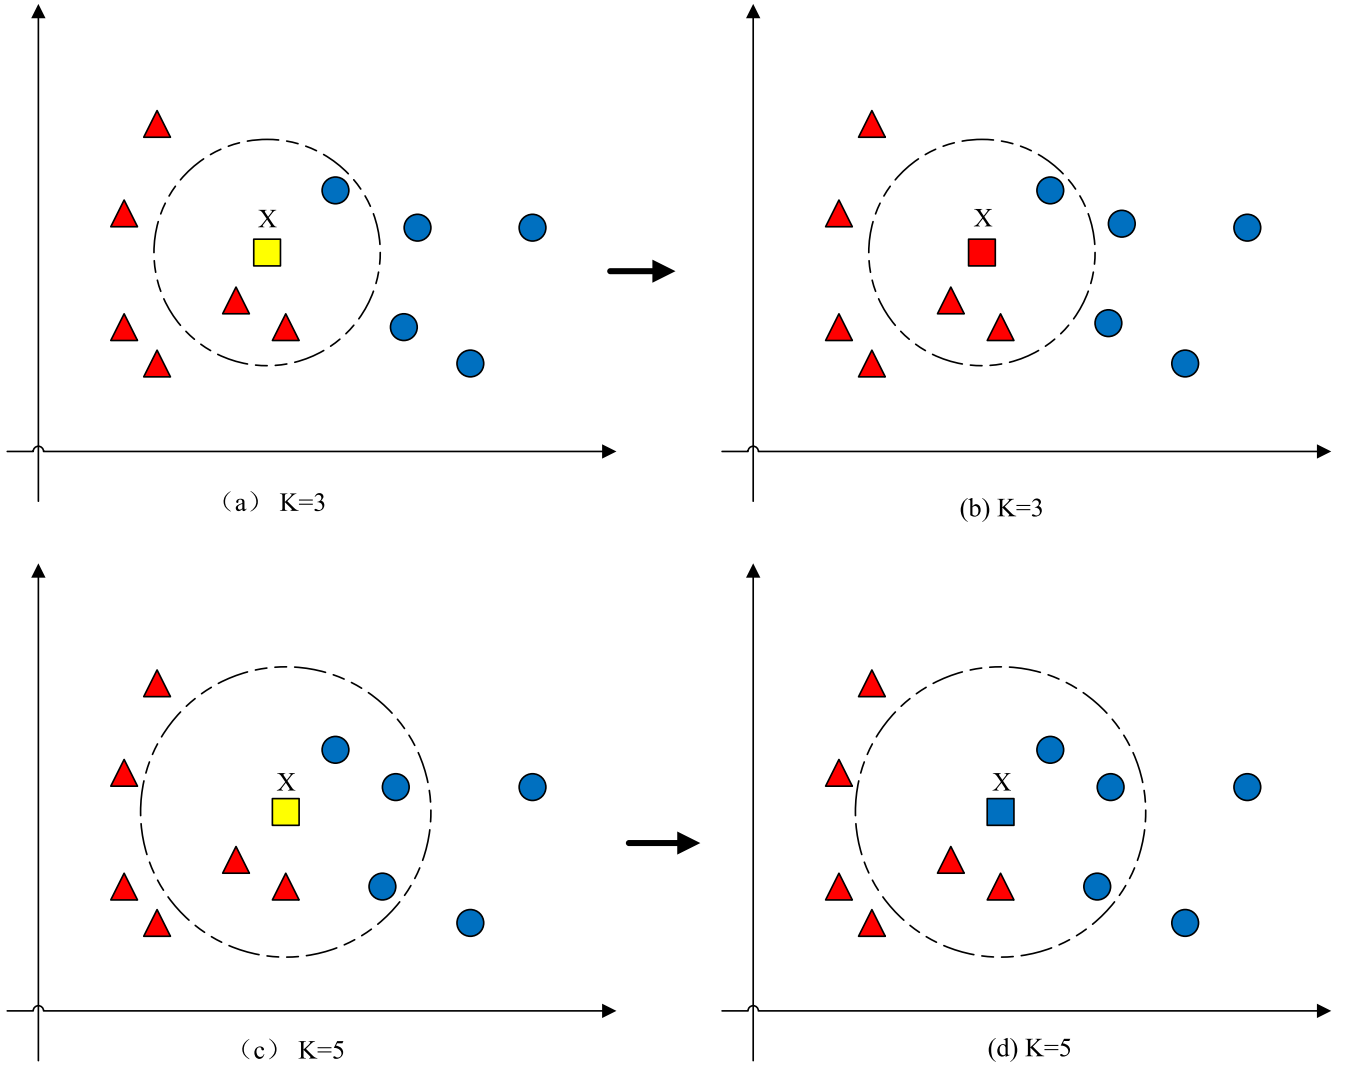 X
X
（a） K=3
(b) K=3
X
X
（c） K=5
(d) K=5